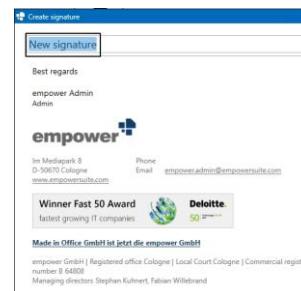 Create signature
New signature
Best regards
empower Admin
Admin
empower
Im Mediapark 8 Phone
D-50670 Cologne Email empower.admin@empowersuite.com
www.empowersuite.com
Winner Fast 50 Award
fastest growing IT companies
Deloitte.
50
Made in Office GmbH ist jetzt die empower GmbH
empower GmbH | Registered office Cologne | Local Court Cologne | Commercial regist
number B 64808
Managing directors Stephan Kuhnert, Fabian Willebrand